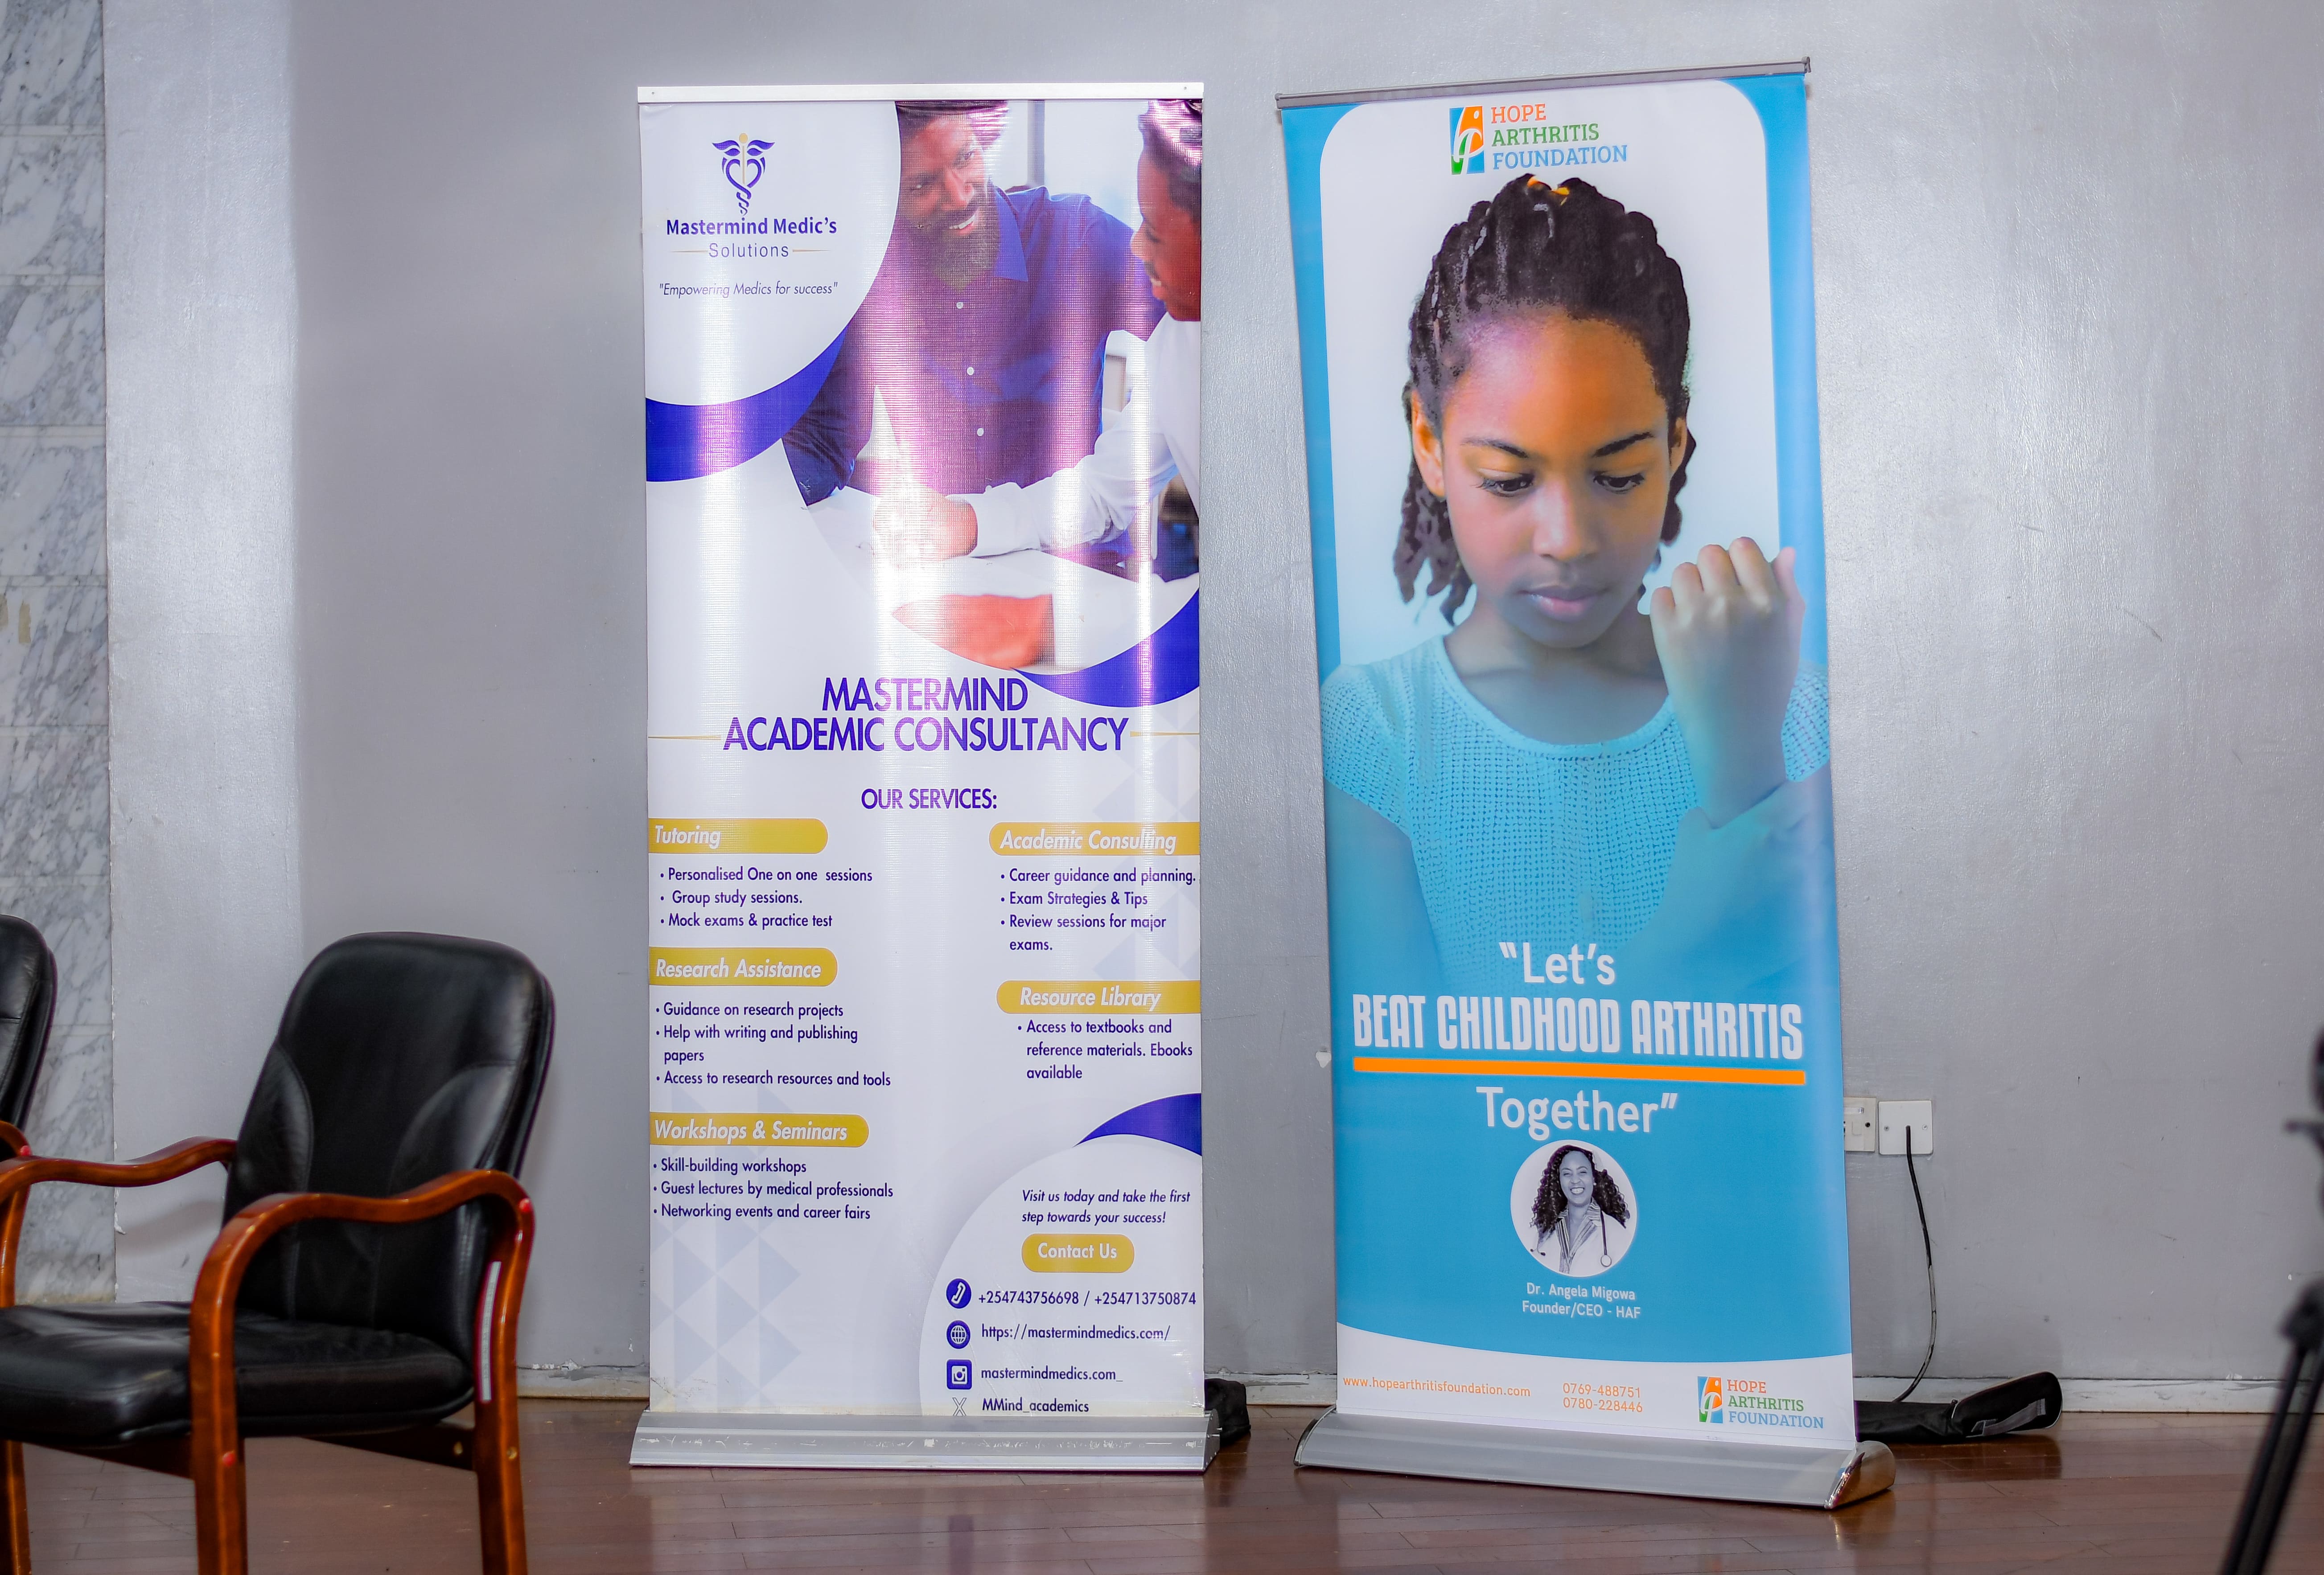 Mastermind Medic's
Solutions
"Empowering Medics for success"
MASTERMIND
ACADEMIC CONSULTANCY
OUR SERVICES:
Tutoring
• Personalised One on one sessions
• Group study sessions.
• Mock exams & practice test
Research Assistance
• Guidance on research projects
• Help with writing and publishing
papers
• Access to research resources and tools
Workshops & Seminars
• Skill-building workshops
• Guest lectures by medical professionals
• Networking events and career fairs
Academic Consulting
• Career guidance and planning.
• Exam Strategies & Tips
• Review sessions for major
exams.
Resource Library
• Access to textbooks and
reference materials. Ebooks
available
Visit us today and take the first
step towards your success!
Contact Us
+254743756698 / +254713750874
https://mastermindmedics.com/
mastermindmedics.com_
MMind_academics
HOPE
ARTHRITIS
FOUNDATION
"Let's
BEAT CHILDHOOD ARTHRITIS
Together"
Dr. Angela Migowa
Founder/CEO - HAF
www.hopearthritisfoundation.com
0769-488751
0780-228446
HOPE
ARTHRITIS
FOUNDATION